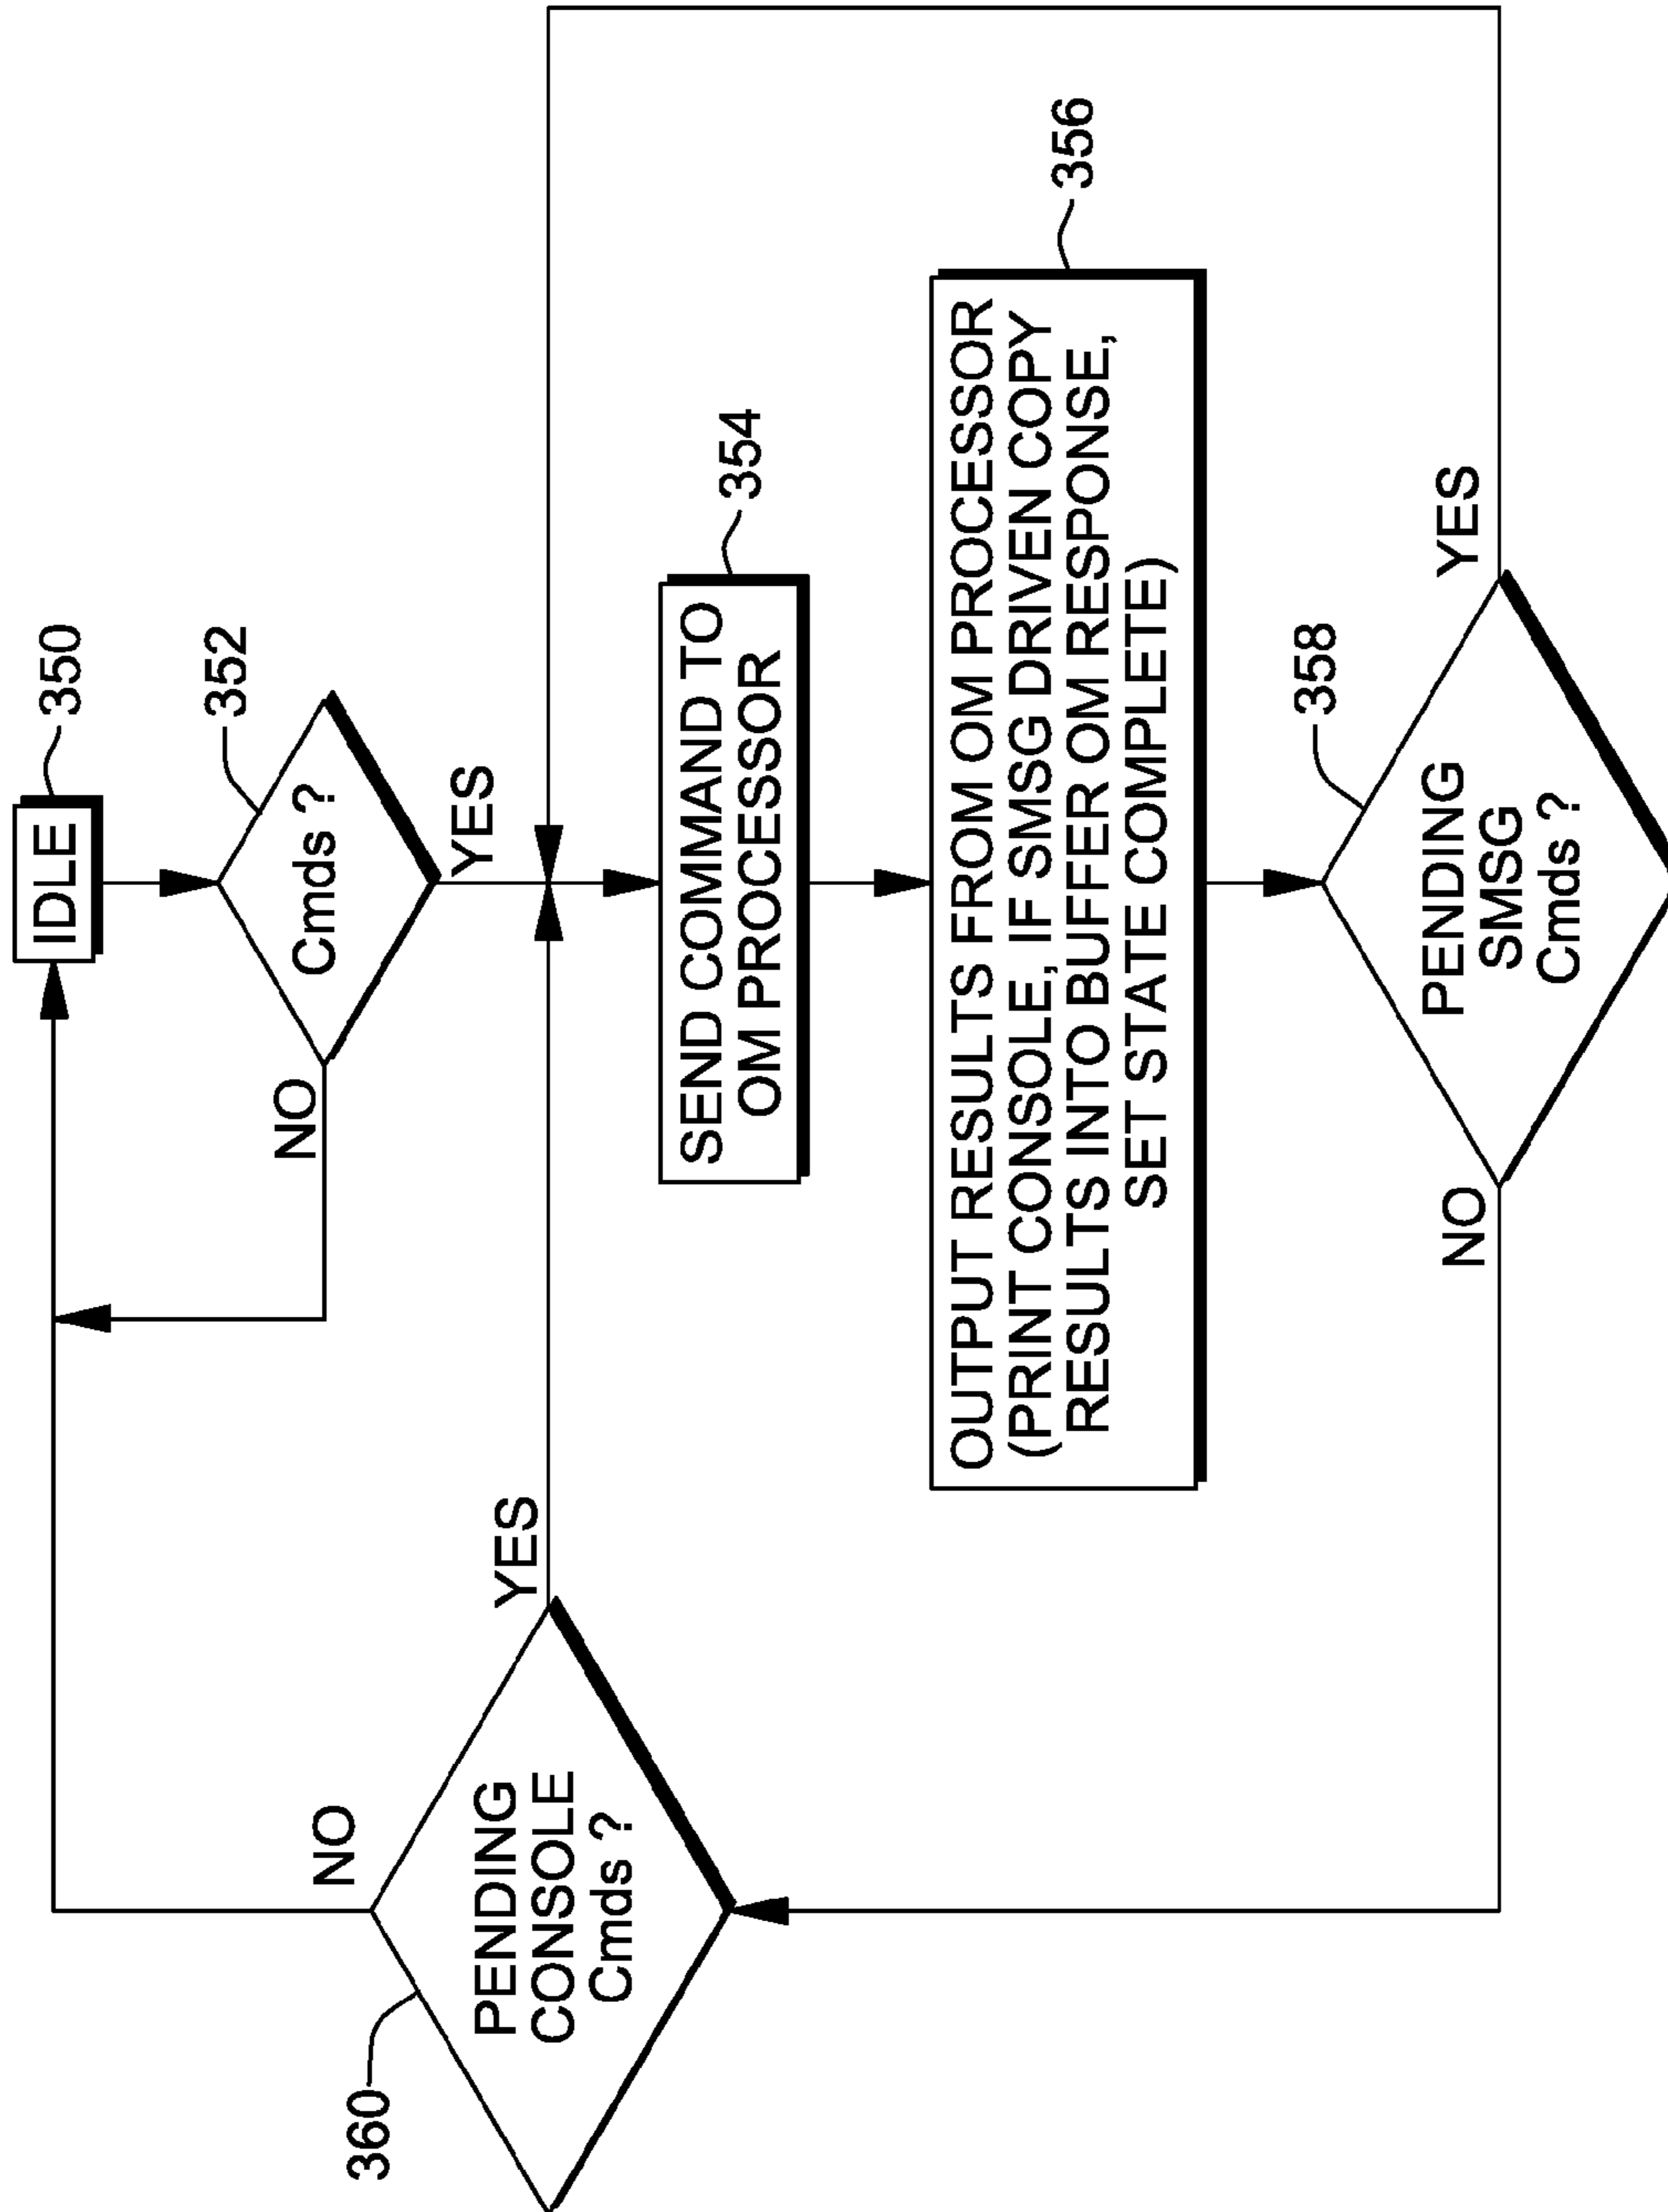 IDLE
350
Cmds ?
352
NO
YES
SEND COMMAND TO
OM PROCESSOR
354
OUTPUT RESULTS FROM OM PROCESSOR
(PRINT CONSOLE, IF SMSG DRIVEN COPY
RESULTS INTO BUFFER OM RESPONSE,
SET STATE COMPLETE)
356
PENDING
SMSG
Cmds ?
358
YES
NO
PENDING
CONSOLE
Cmds ?
360
NO
YES